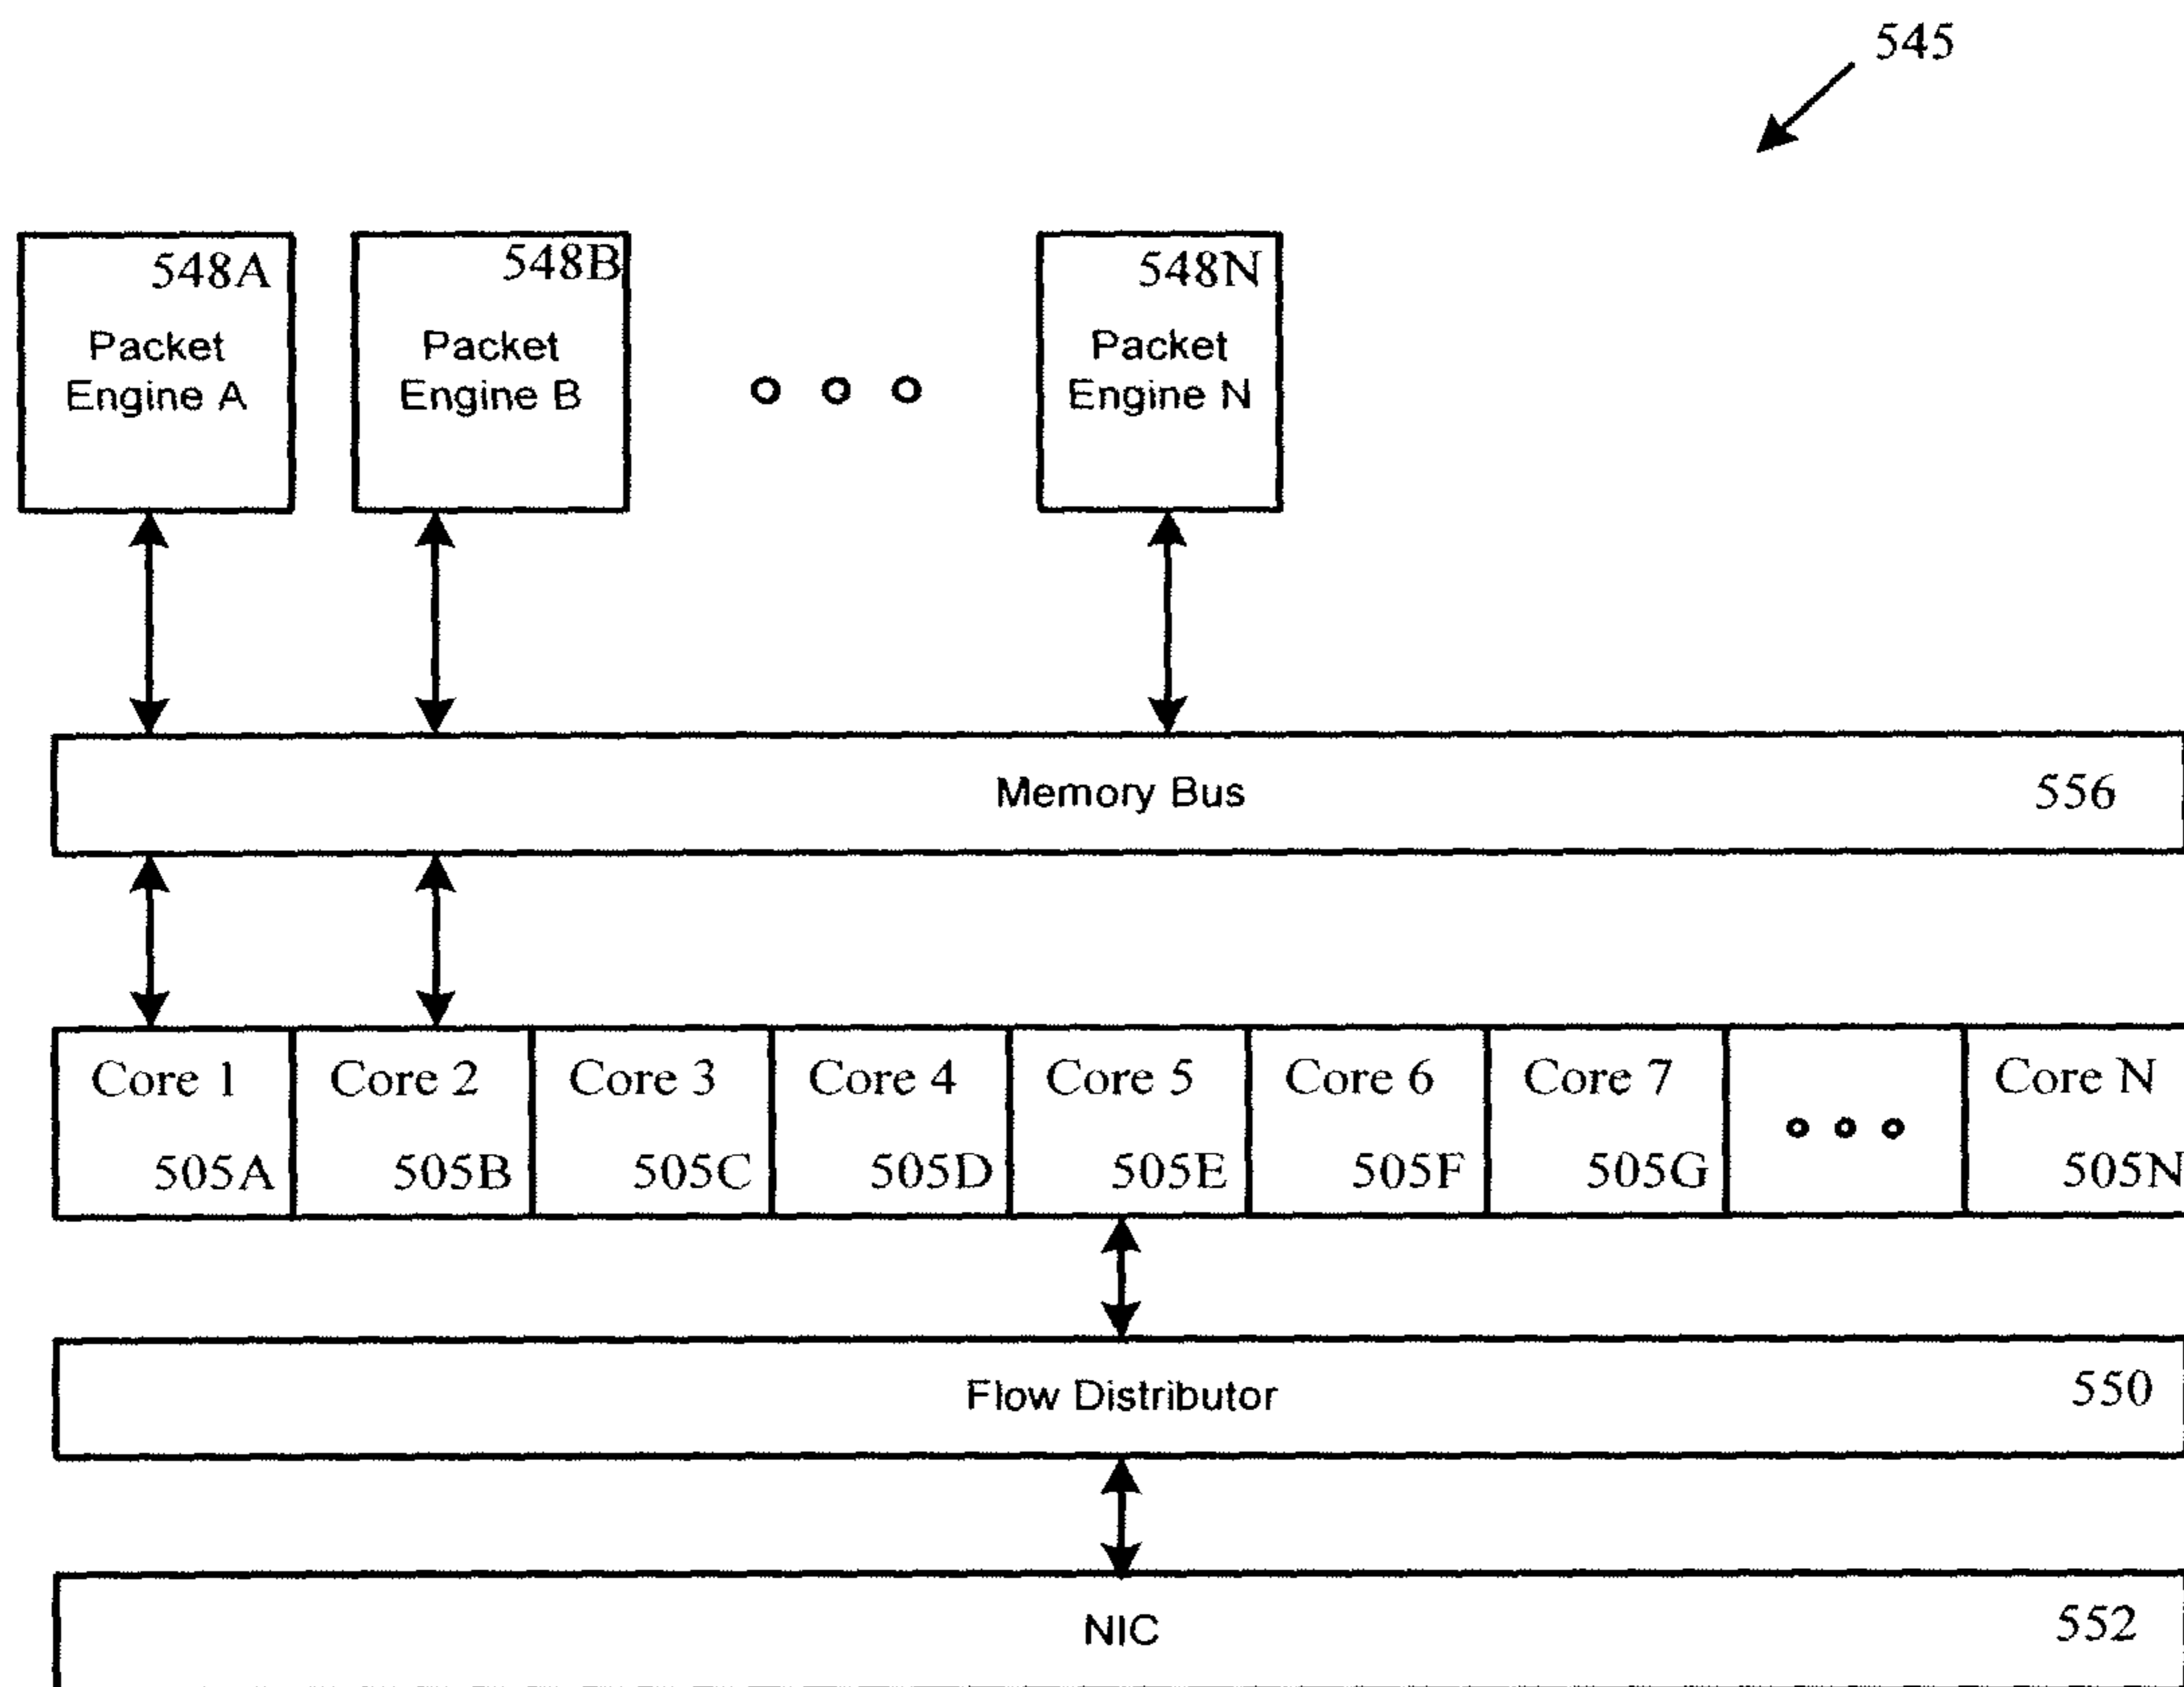 545
548A
Packet
Engine A
548B
Packet
Engine B
548N
Packet
Engine N
Memory Bus
556
Core 1
505A
Core 2
505B
Core 3
505C
Core 4
505D
Core 5
505E
Core 6
505F
Core 7
505G
Core N
505N
Flow Distributor
550
NIC
552